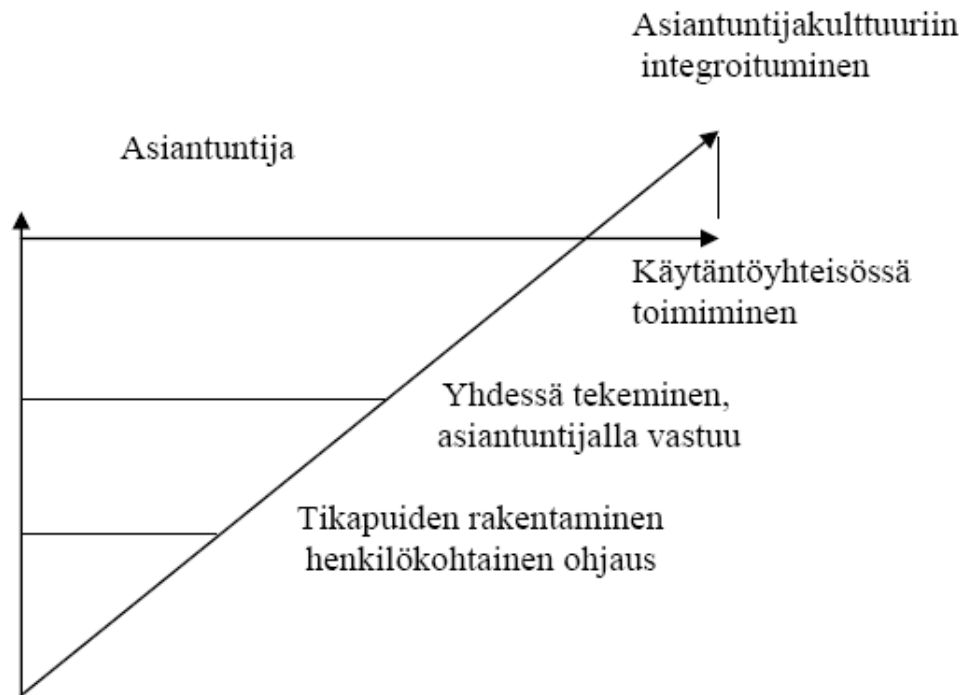 Asiantuntijakulttuuriin
integroituminen
Asiantuntija
Käytäntöyhteisössä
toimiminen
Yhdessä tekeminen,
asiantuntijalla vastuu
Tikapuiden rakentaminen
henkilökohtainen ohjaus